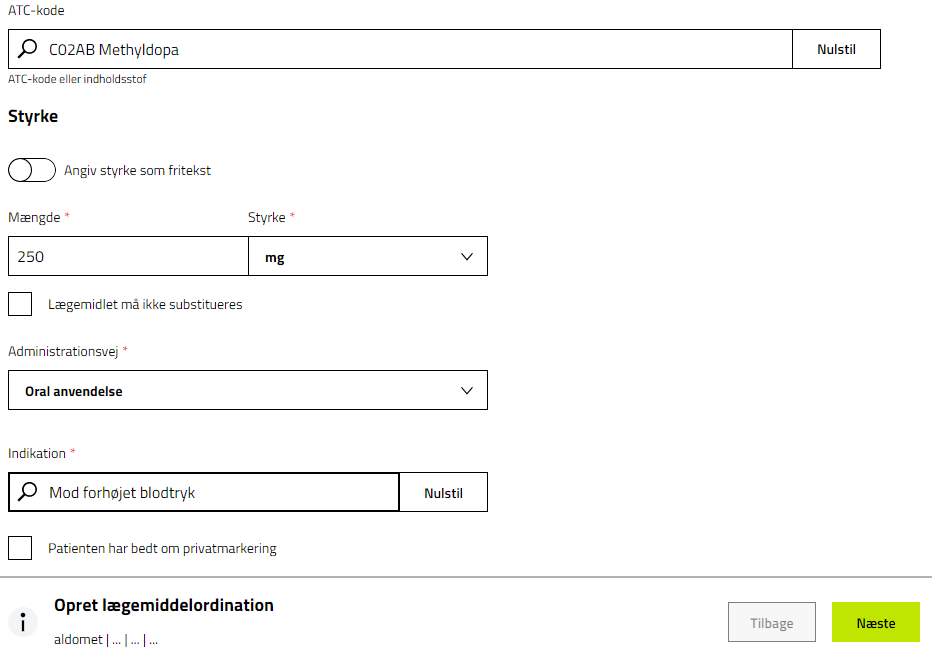 ATC-kode
C02AB Methyldopa
Nulstil
ATC-kode eller indholdsstof
Styrke
Angiv styrke som fritekst
Mængde * Styrke *
250 mg
Lægemidlet må ikke substitueres
Administrationsvej *
Oral anvendelse
Indikation *
Mod forhøjet blodtryk
Nulstil
Patienten har bedt om privatmarkering
Opret lægemiddelordination
aldomet | ... | ... | ...
Tilbage
Næste